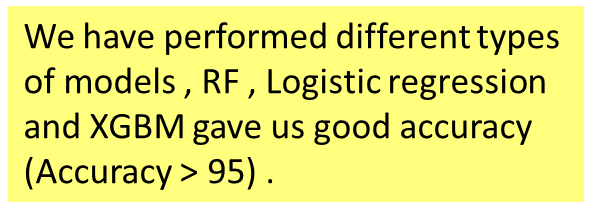 We have performed different types
of models , RF , Logistic regression
and XGBM gave us good accuracy
(Accuracy > 95) .